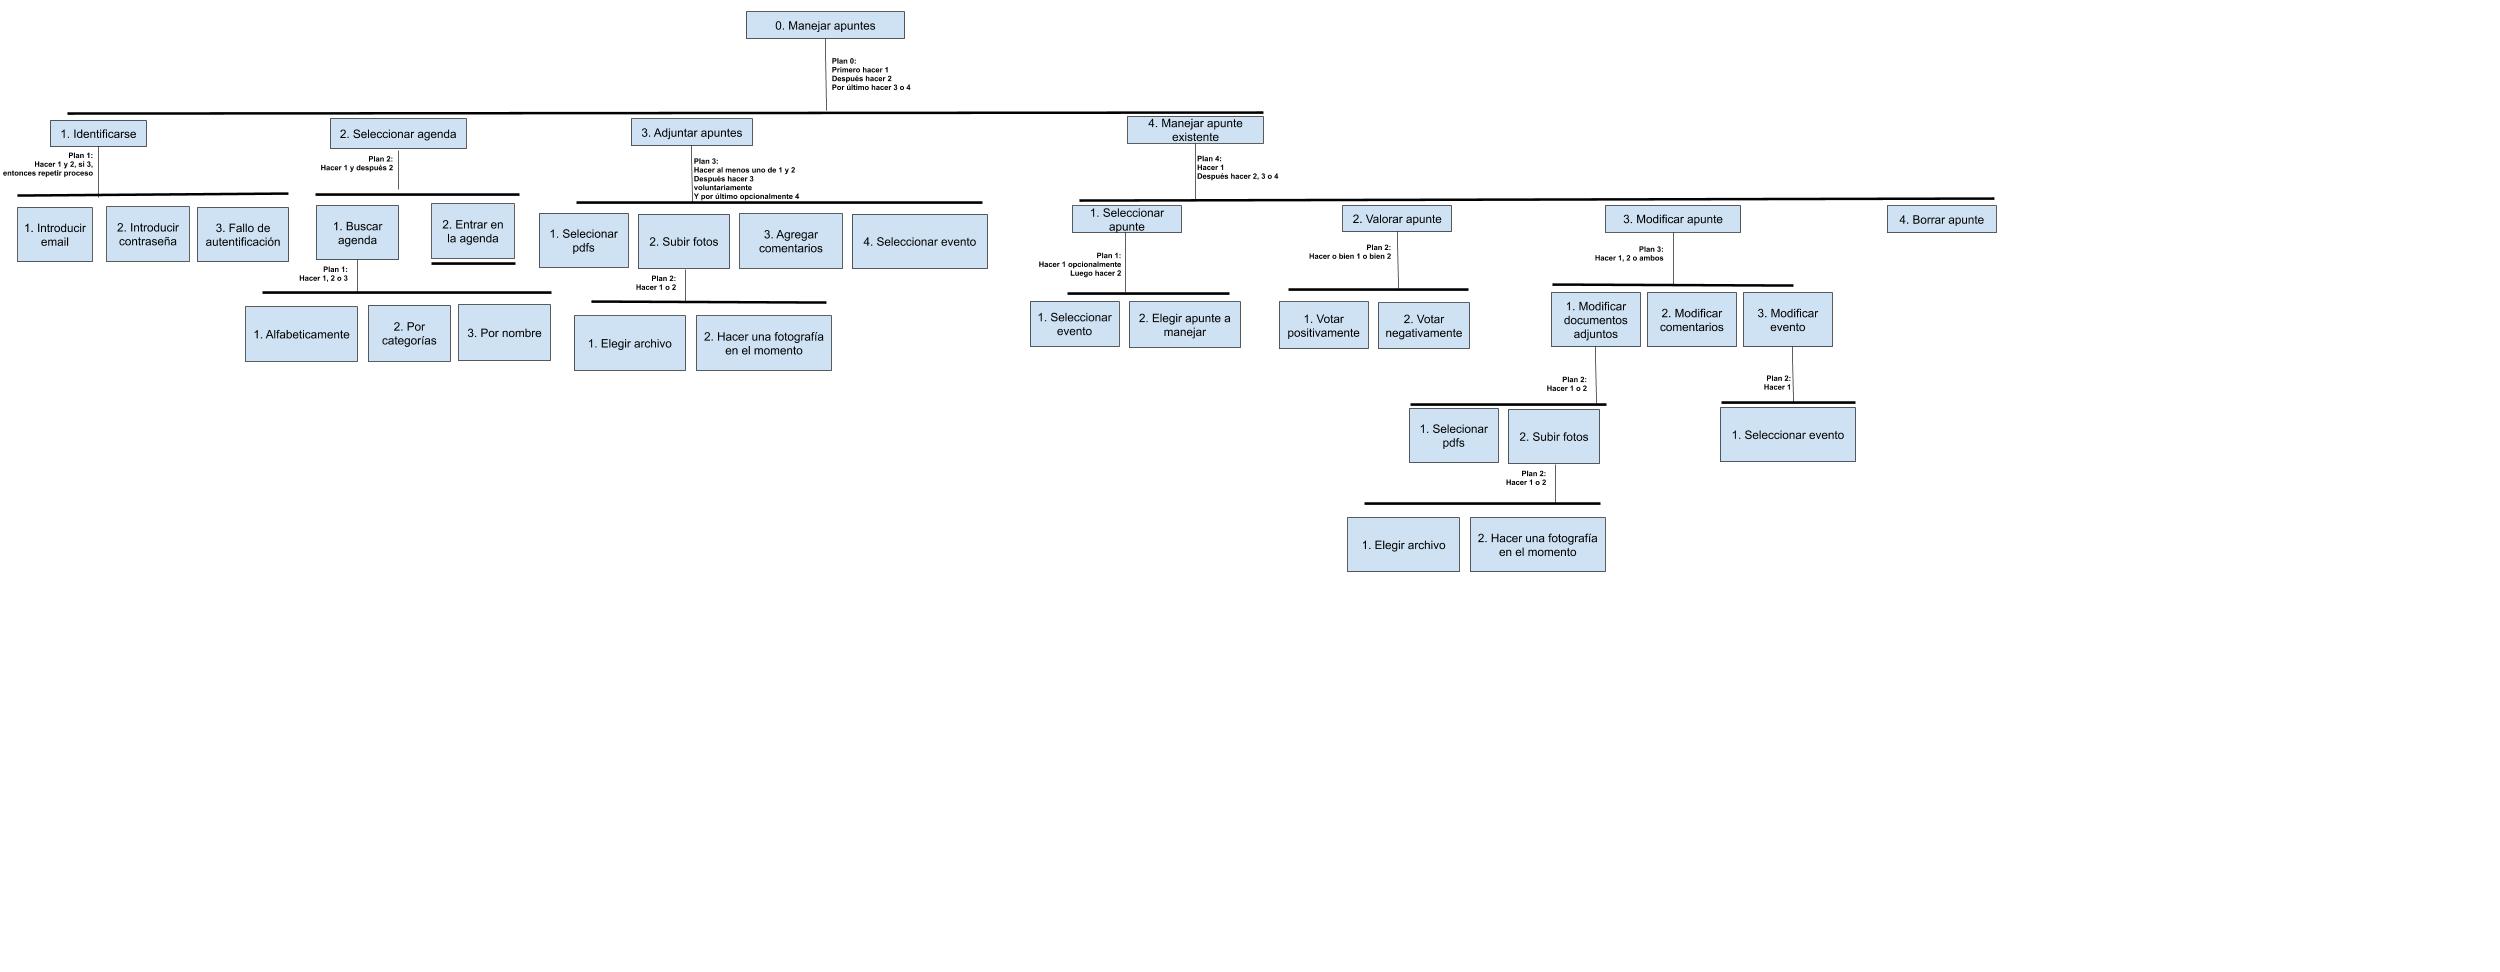 0. Manejar apuntes
Plan 0:
Primero hacer 1
Después hacer 2
Por último hacer 3 o 4
1. Identificarse
2. Seleccionar agenda
3. Adjuntar apuntes
4. Manejar apunte
existente
Plan 1:
Hacer 1 y 2, si 3,
entonces repetir proceso
Plan 2:
Hacer 1 y después 2
Plan 3:
Hacer al menos uno de 1 y 2
Después hacer 3
voluntariamente
Y por último opcionalmente 4
Plan 4:
Hacer 1
Después hacer 2, 3 o 4
1. Introducir
email
2. Introducir
contraseña
3. Fallo de
autentificación
1. Buscar
agenda
2. Entrar en
la agenda
1. Selecionar
pdfs
2. Subir fotos
3. Agregar
comentarios
4. Seleccionar evento
1. Seleccionar
apunte
2. Valorar apunte
3. Modificar apunte
4. Borrar apunte
Plan 1:
Hacer 1, 2 o 3
Plan 2:
Hacer 1 o 2
Plan 1:
Hacer 1 opcionalmente
Luego hacer 2
Plan 2:
Hacer o bien 1 o bien 2
Plan 3:
Hacer 1, 2 o ambos
1. Alfabeticamente
2. Por
categorías
3. Por nombre
1. Elegir archivo
2. Hacer una fotografía
en el momento
1. Seleccionar
evento
2. Elegir apunte a
manejar
1. Votar
positivamente
2. Votar
negativamente
1. Modificar
documentos
adjuntos
2. Modificar
comentarios
3. Modificar
evento
Plan 2:
Hacer 1 o 2
Plan 2:
Hacer 1
1. Selecionar
pdfs
2. Subir fotos
1. Seleccionar evento
Plan 2:
Hacer 1 o 2
1. Elegir archivo
2. Hacer una fotografía
en el momento